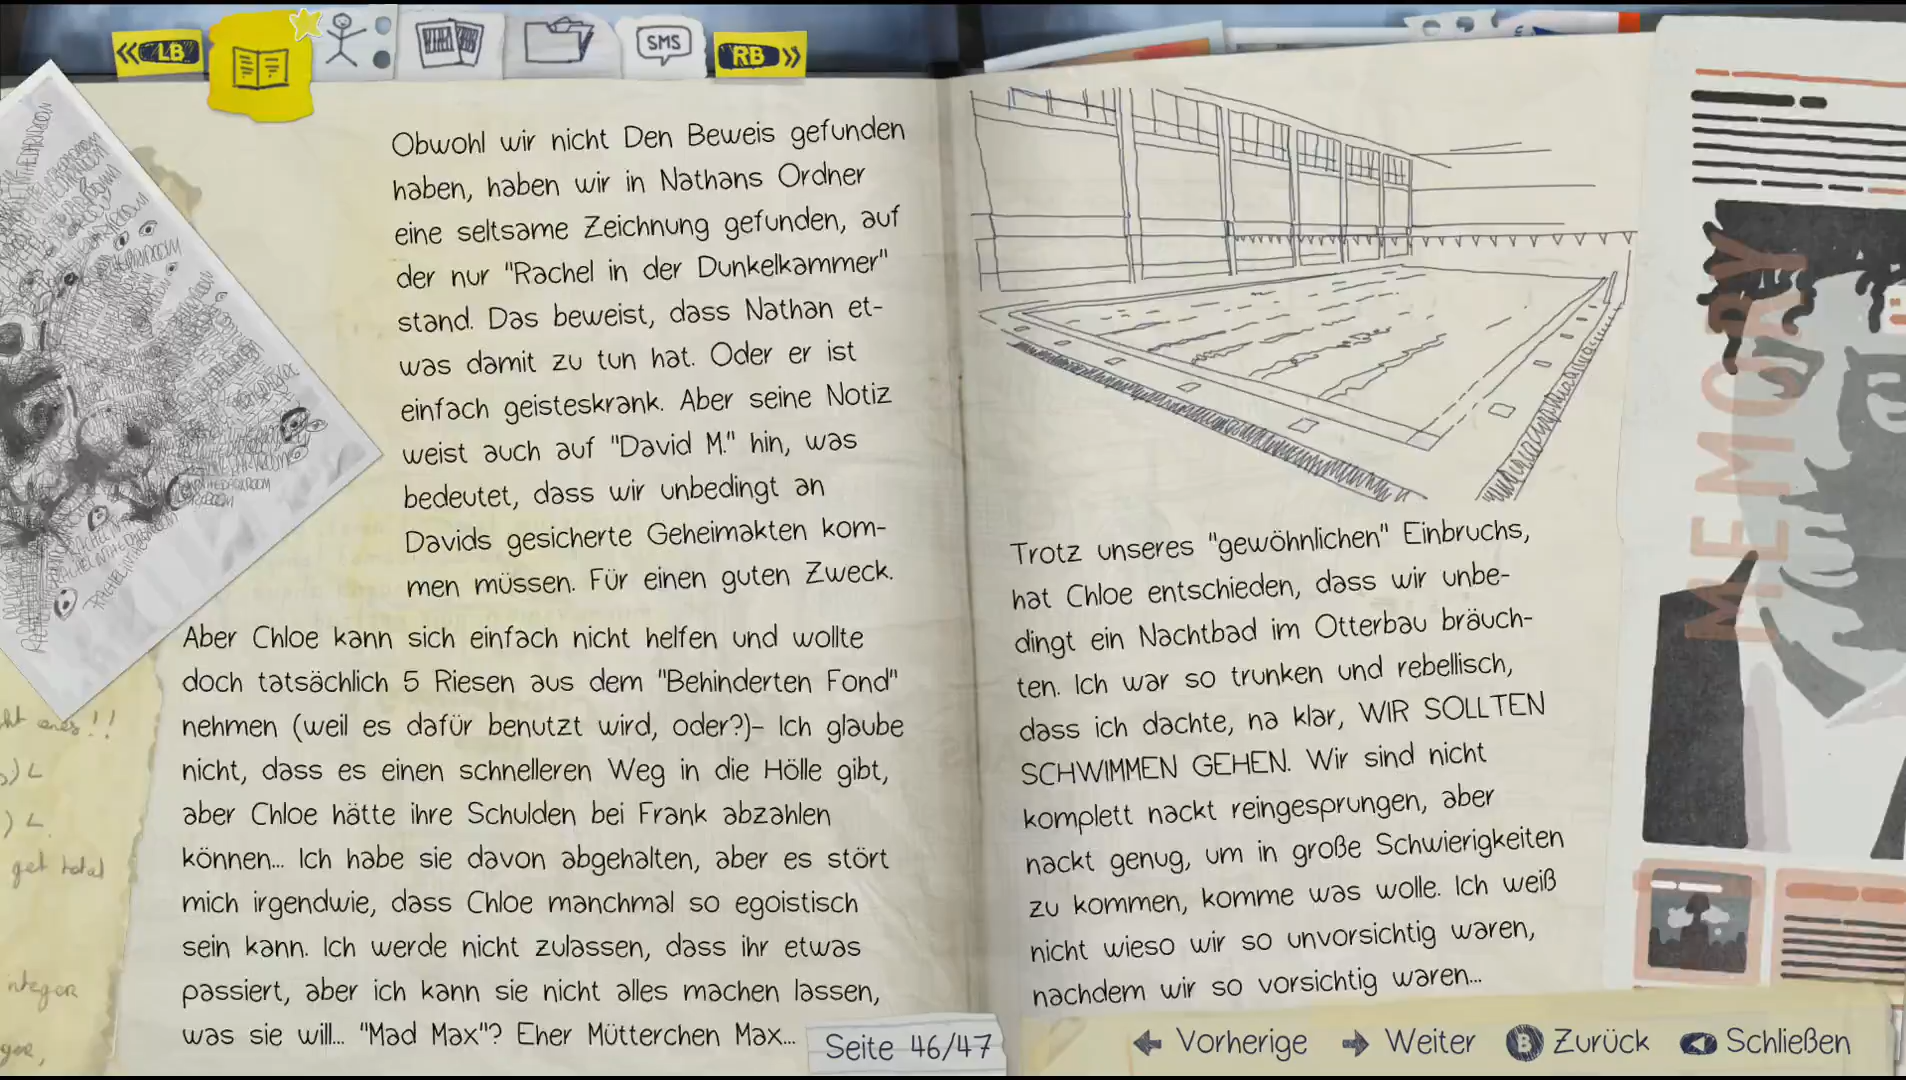 LB
SMS
RB
Obwohl wir nicht Den Beweis gefunden
haben, haben wir in Nathans Ordner
eine seltsame Zeichnung gefunden, auf
der nur "Rachel in der Dunkelkammer"
stand. Das beweist, dass Nathan et-
was damit zu tun hat. Oder er ist
einfach geisteskrank. Aber seine Notiz
weist auch auf "David M." hin, was
bedeutet, dass wir unbedingt an
Davids gesicherte Geheimakten kom-
men müssen. Für einen guten Zweck.
Aber Chloe kann sich einfach nicht helfen und wollte
doch tatsächlich 5 Riesen aus dem "Behinderten Fond"
nehmen (weil es dafür benutzt wird, oder?)- Ich glaube
nicht, dass es einen schnelleren Weg in die Hölle gibt,
aber Chloe hätte ihre Schulden bei Frank abzahlen
können... Ich habe sie davon abgehalten, aber es stört
mich irgendwie, dass Chloe manchmal so egoistisch
sein kann. Ich werde nicht zulassen, dass ihr etwas
passiert, aber ich kann sie nicht alles machen lassen,
was sie will... "Mad Max"? Eher Mütterchen Max...
Trotz unseres "gewöhnlichen" Einbruchs,
hat Chloe entschieden, dass wir unbe-
dingt ein Nachtbad im Otterbau bräuch-
ten. Ich war so trunken und rebellisch,
dass ich dachte, na klar, WIR SOLLTEN
SCHWIMMEN GEHEN. Wir sind nicht
komplett nackt reingesprungen, aber
nackt genug, um in große Schwierigkeiten
zu kommen, komme was wolle. Ich weiß
nicht wieso wir so unvorsichtig waren,
nachdem wir so vorsichtig waren...
MEMORY
get total
Seite 46/47
Vorherige
Weiter
B Zurück
Schließen